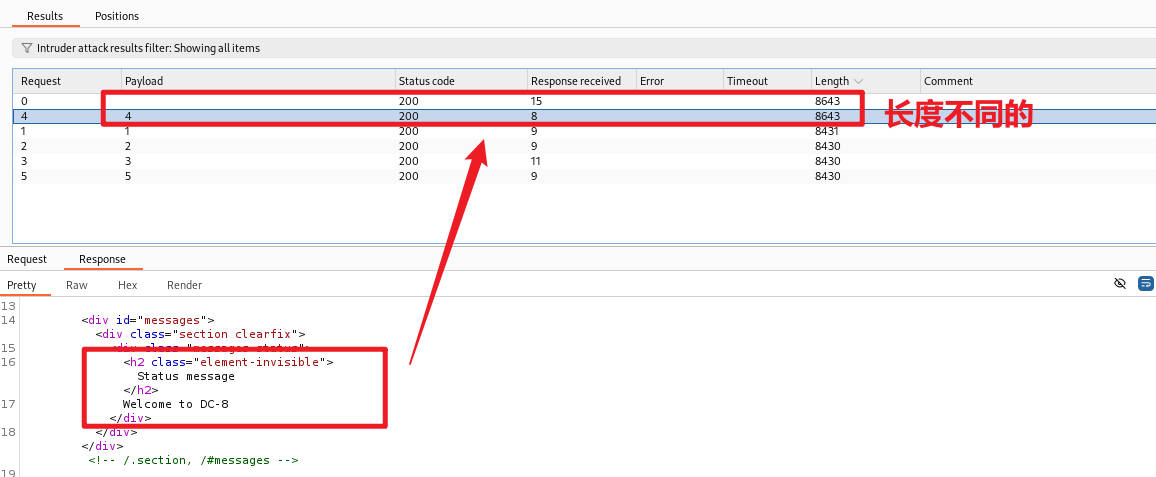 Results Positions
Intruder attack results filter: Showing all items
Request Payload Status code Response received Error Timeout Length Comment
0 200 15 8643
4 4 200 8 8643
长度不同的
1 1 200 9 8431
2 2 200 9 8430
3 3 200 11 8430
5 5 200 9 8430
Request Response
Pretty Raw Hex Render
13
14 <div id="messages">
<div class="section clearfix">
15 <div class="messages status">
16 <h2 class="element-invisible">
Status message
</h2>
17 Welcome to DC-8
</div>
18 </div>
</div>
<!-- /.section, /#messages -->
19